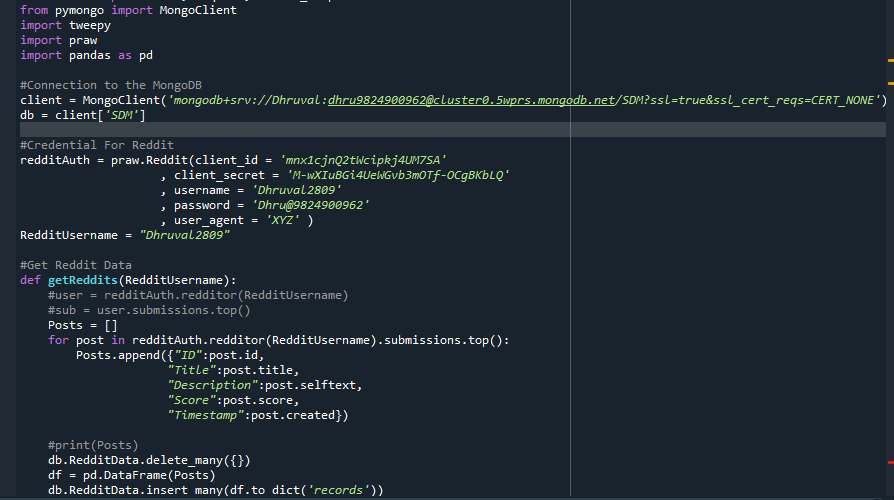 from pymongo import MongoClient
import tweepy
import praw
import pandas as pd
#Connection to the MongoDB
client = MongoClient('mongodb+srv://Dhruval:dhru9824900962@cluster0.5wprs.mongodb.net/SDM?ssl=true&ssl_cert_reqs=CERT_NONE')
db = client['SDM']
#Credential For Reddit
redditAuth = praw.Reddit(client_id = 'mnx1cjnQ2tWcipkj4UM7SA'
, client_secret = 'M-wXIuBGi4UeWGvb3mOTf-OCgBKbLQ'
, username = 'Dhruval2809'
, password = 'Dhru@9824900962'
, user_agent = 'XYZ' )
RedditUsername = "Dhruval2809"
#Get Reddit Data
def getReddits(RedditUsername):
#user = redditAuth.redditor(RedditUsername)
#sub = user.submissions.top()
Posts = []
for post in redditAuth.redditor(RedditUsername).submissions.top():
Posts.append({"ID":post.id,
"Title":post.title,
"Description":post.selftext,
"Score":post.score,
"Timestamp":post.created})
#print(Posts)
db.RedditData.delete_many({})
df = pd.DataFrame(Posts)
db.RedditData.insert_many(df.to_dict('records'))